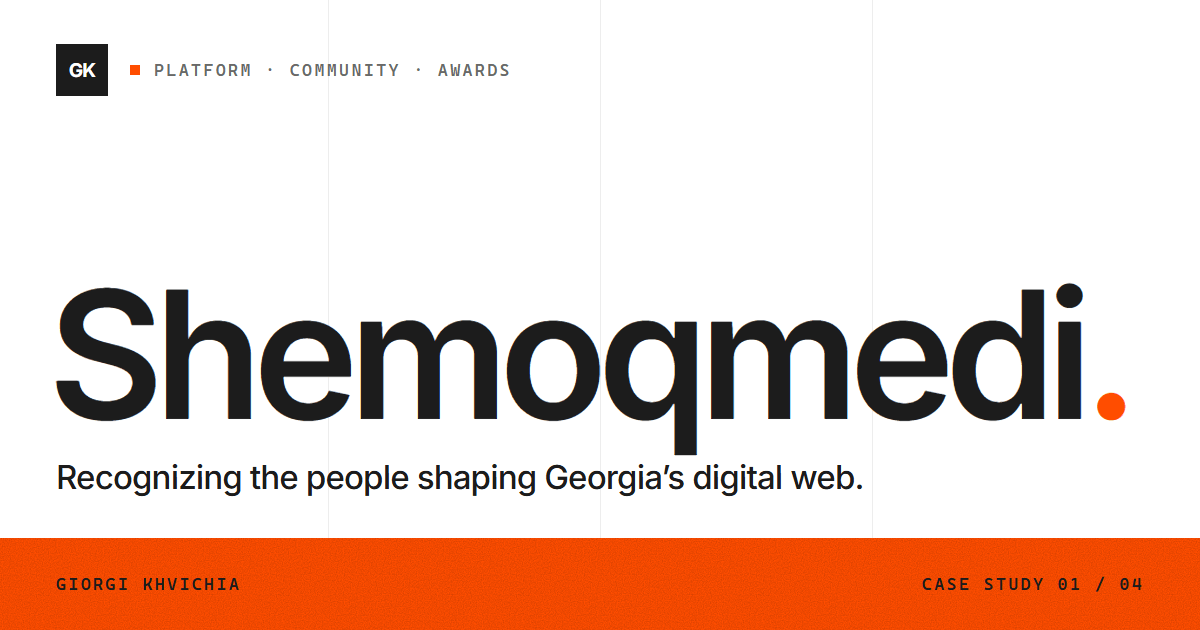 GK
PLATFORM · COMMUNITY · AWARDS
Shemoqmedi.
Recognizing the people shaping Georgia’s digital web.
GIORGI KHVICHIA
CASE STUDY 01 / 04